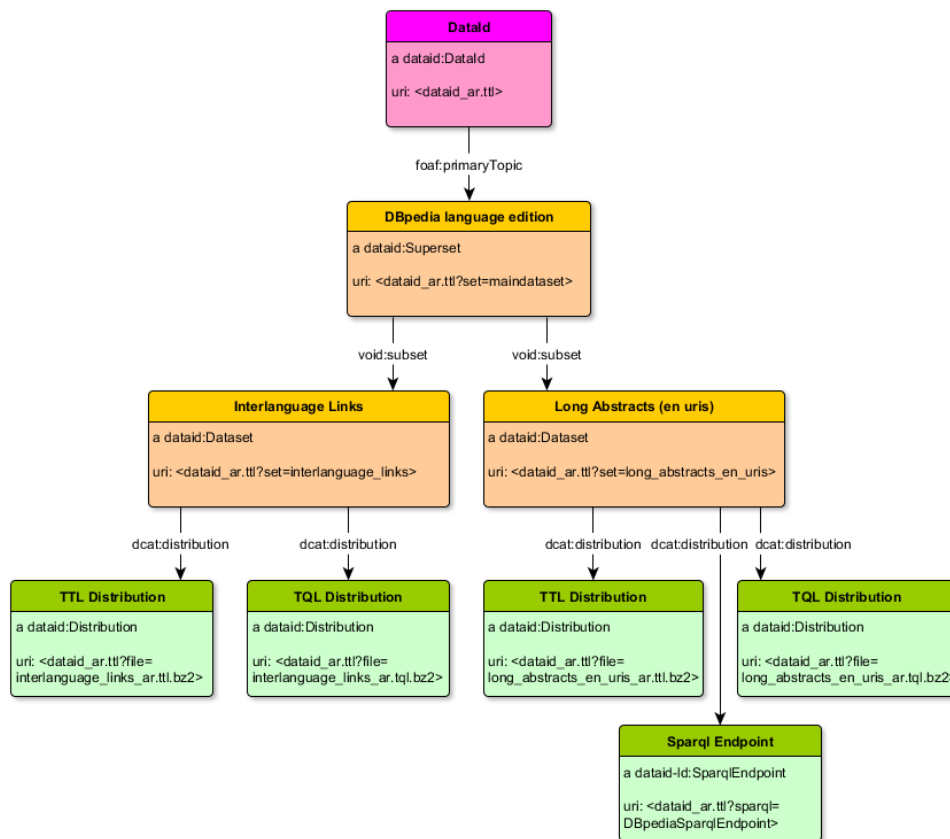 DataId
a dataid:DataId
uri: <dataid_ar.ttl>
foaf:primaryTopic
DBpedia language edition
a dataid:Superset
uri: <dataid_ar.ttl?set=maindataset>
void:subset
void:subset
Interlanguage Links
a dataid:Dataset
uri: <dataid_ar.ttl?set=interlanguage_links>
Long Abstracts (en uris)
a dataid:Dataset
uri: <dataid_ar.ttl?set=long_abstracts_en_uris>
dcat:distribution
dcat:distribution
dcat:distribution
dcat:distribution
dcat:distribution
TTL Distribution
a dataid:Distribution
uri: <dataid_ar.ttl?file=
interlanguage_links_ar.ttl.bz2>
TQL Distribution
a dataid:Distribution
uri: <dataid_ar.ttl?file=
interlanguage_links_ar.tql.bz2>
TTL Distribution
a dataid:Distribution
uri: <dataid_ar.ttl?file=
long_abstracts_en_uris_ar.ttl.bz2>
TQL Distribution
a dataid:Distribution
uri: <dataid_ar.ttl?file=
long_abstracts_en_uris_ar.tql.bz2>
Sparql Endpoint
a dataid-ld:SparqlEndpoint
uri: <dataid_ar.ttl?sparql=
DBpediaSparqlEndpoint>